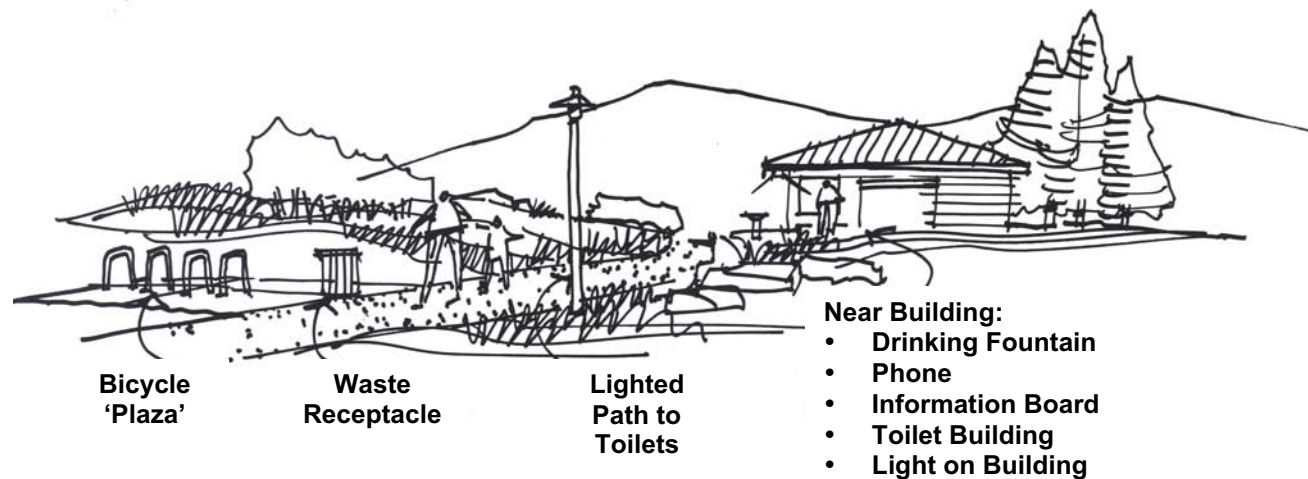 Bicycle
‘Plaza’
Waste
Receptacle
Lighted
Path to
Toilets
Near Building:
• Drinking Fountain
• Phone
• Information Board
• Toilet Building
• Light on Building